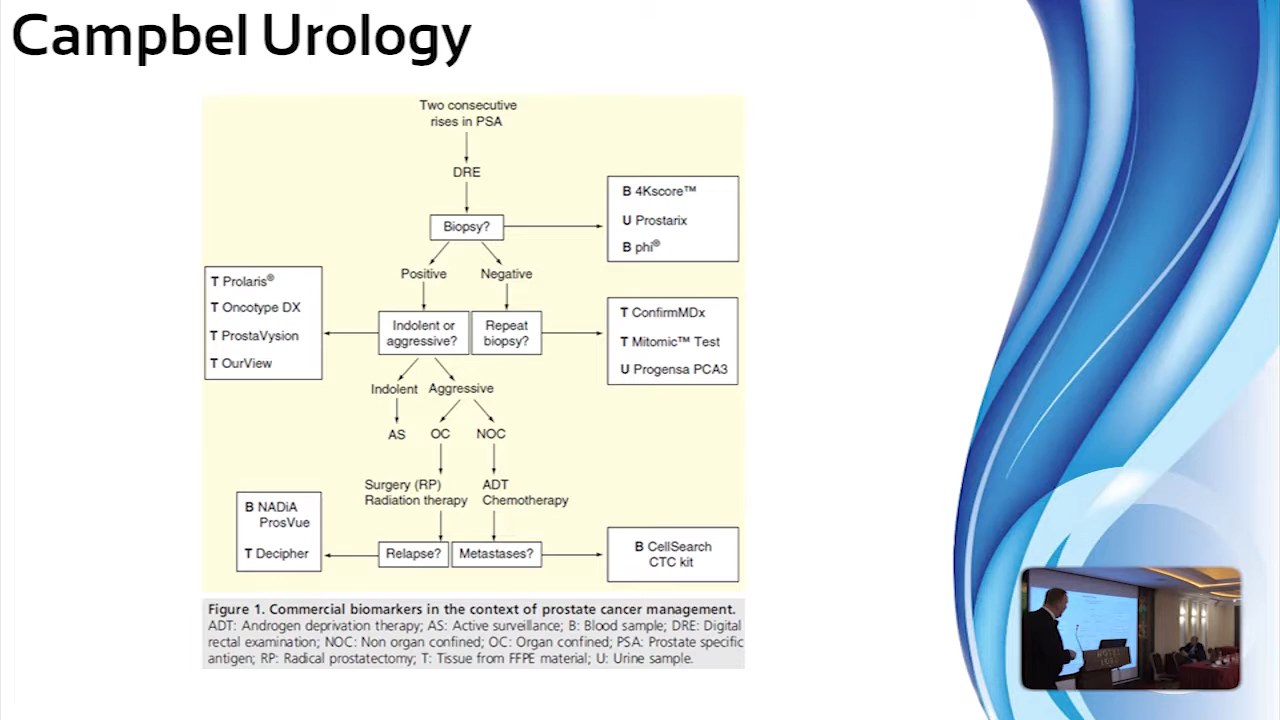 Campbel Urology
Two consecutive
rises in PSA
DRE
Biopsy?
B 4Kscore™
U Prostarix
B phi®
Positive
Negative
T Prolaris®
T Oncotype DX
T ProstaVysion
T OurView
Indolent or
aggressive?
Repeat
biopsy?
T ConfirmMDx
T Mitomic™ Test
U Progensa PCA3
Indolent
Aggressive
AS
OC
NOC
Surgery (RP)
Radiation therapy
ADT
Chemotherapy
B NADiA
ProsVue
T Decipher
Relapse?
Metastases?
B CellSearch
CTC kit
Figure 1. Commercial biomarkers in the context of prostate cancer management.
ADT: Androgen deprivation therapy; AS: Active surveillance; B: Blood sample; DRE: Digital
rectal examination; NOC: Non organ confined; OC: Organ confined; PSA: Prostate specific
antigen; RP: Radical prostatectomy; T: Tissue from FFPE material; U: Urine sample.